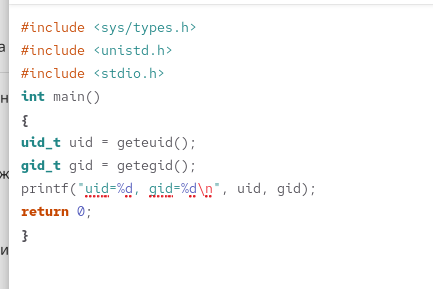 #include <sys/types.h>
#include <unistd.h>
#include <stdio.h>
int main()
{
uid_t uid = geteuid();
gid_t gid = getegid();
printf("uid=%d, gid=%d\n", uid, gid);
return 0;
}